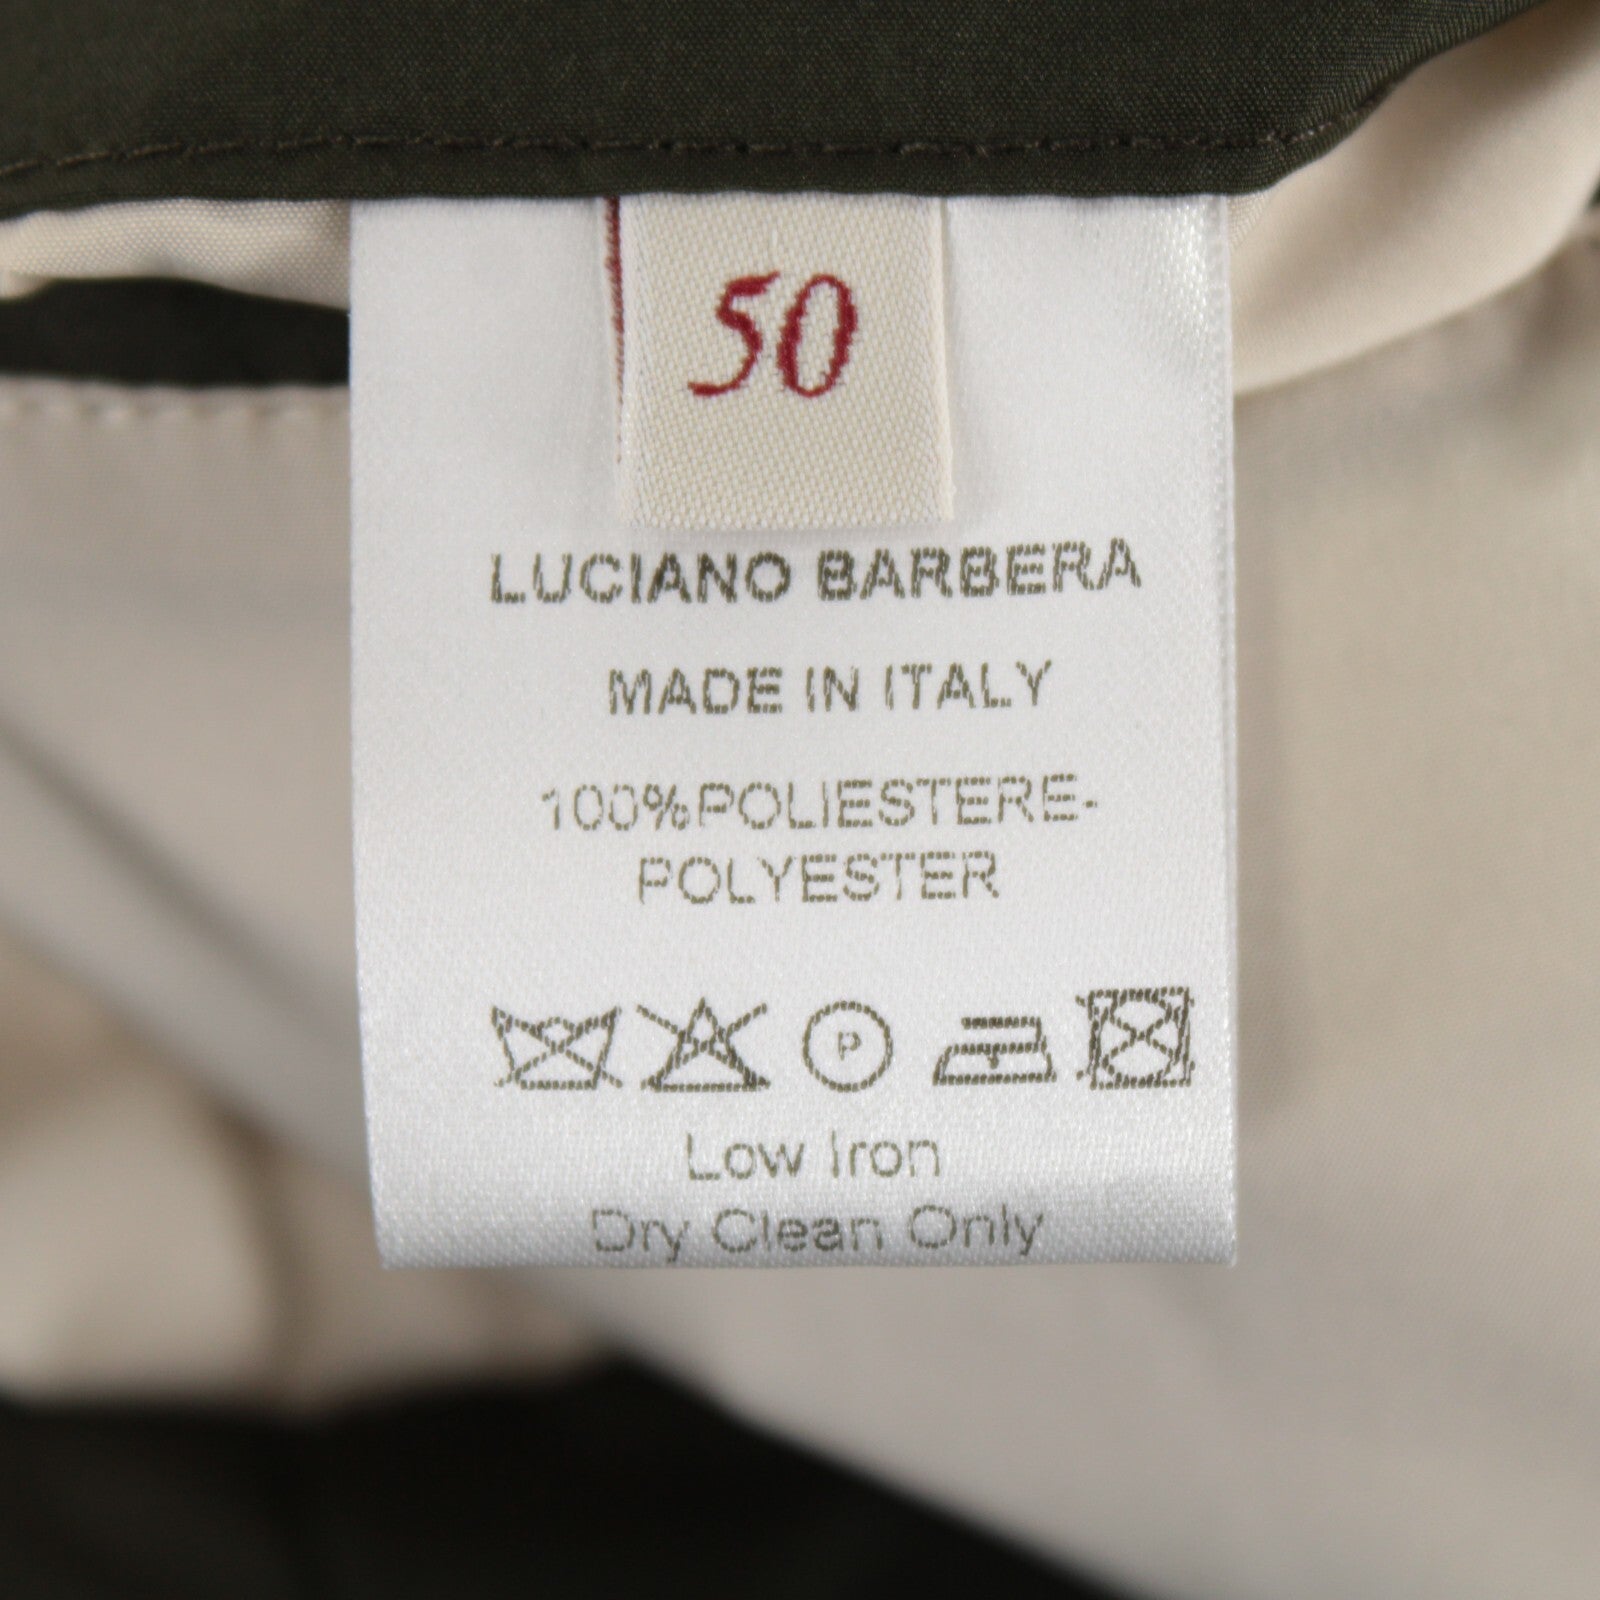 50
LUCIANO BARBERA
MADE IN ITALY
100%POLIESTERE-
POLYESTER
P
Low Iron
Dry Clean Only